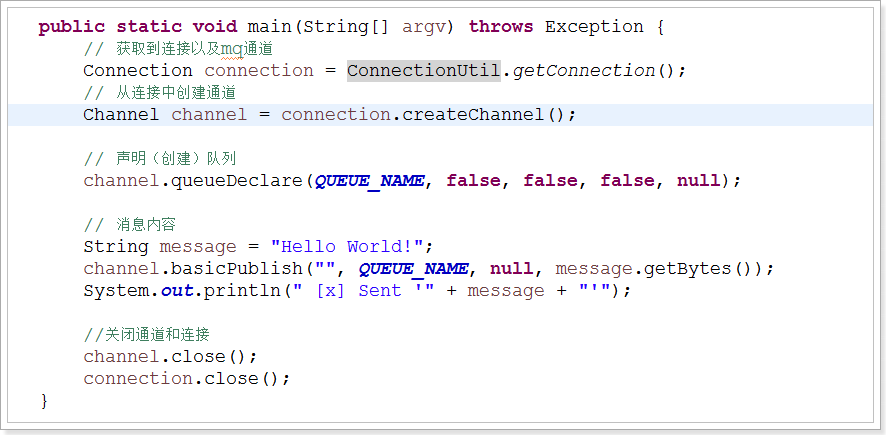 public static void main(String[] argv) throws Exception {
// 获取到连接以及mq通道
Connection connection = ConnectionUtil.getConnection();
// 从连接中创建通道
Channel channel = connection.createChannel();
// 声明（创建）队列
channel.queueDeclare(QUEUE_NAME, false, false, false, null);
// 消息内容
String message = "Hello World!";
channel.basicPublish("", QUEUE_NAME, null, message.getBytes());
System.out.println(" [x] Sent '" + message + "'");
//关闭通道和连接
channel.close();
connection.close();
}